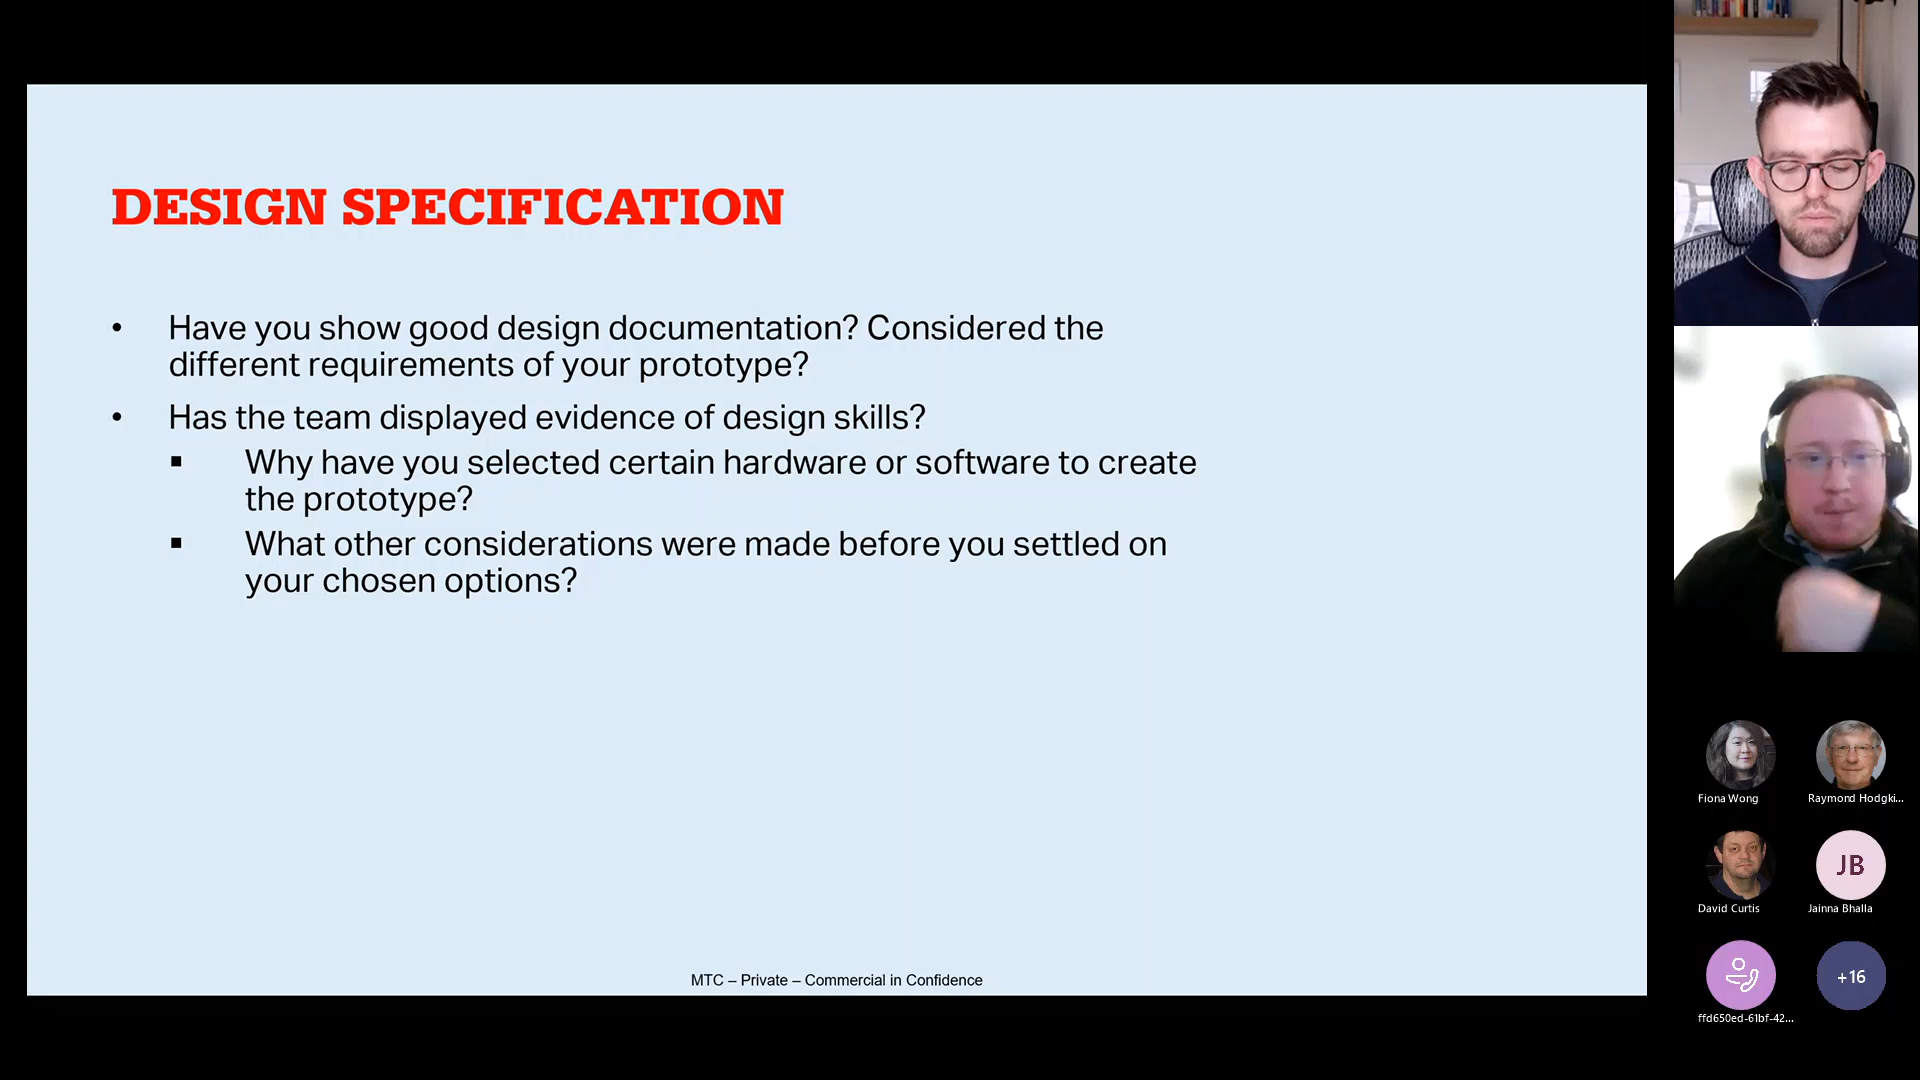 DESIGN SPECIFICATION
• Have you show good design documentation? Considered the
different requirements of your prototype?
• Has the team displayed evidence of design skills?
▪ Why have you selected certain hardware or software to create
the prototype?
▪ What other considerations were made before you settled on
your chosen options?
MTC – Private – Commercial in Confidence
Fiona Wong
Raymond Hodgki...
David Curtis
JB
Jainna Bhalla
ffd650ed-61bf-42...
+16